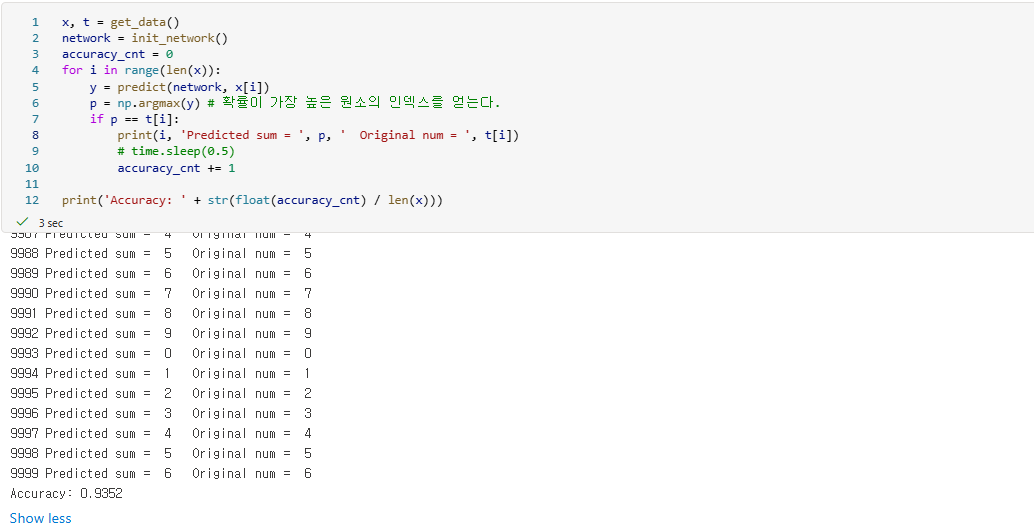 1 x, t = get_data()
2 network = init_network()
3 accuracy_cnt = 0
4 for i in range(len(x)):
5     y = predict(network, x[i])
6     p = np.argmax(y) # 확률이 가장 높은 원소의 인덱스를 얻는다.
7     if p == t[i]:
8         print(i, 'Predicted sum = ', p, '  Original num = ', t[i])
9         # time.sleep(0.5)
10         accuracy_cnt += 1
11
12 print('Accuracy: ' + str(float(accuracy_cnt) / len(x)))
3 sec
9987 Predicted sum =  4   Original num =  4
9988 Predicted sum =  5   Original num =  5
9989 Predicted sum =  6   Original num =  6
9990 Predicted sum =  7   Original num =  7
9991 Predicted sum =  8   Original num =  8
9992 Predicted sum =  9   Original num =  9
9993 Predicted sum =  0   Original num =  0
9994 Predicted sum =  1   Original num =  1
9995 Predicted sum =  2   Original num =  2
9996 Predicted sum =  3   Original num =  3
9997 Predicted sum =  4   Original num =  4
9998 Predicted sum =  5   Original num =  5
9999 Predicted sum =  6   Original num =  6
Accuracy: 0.9352
Show less